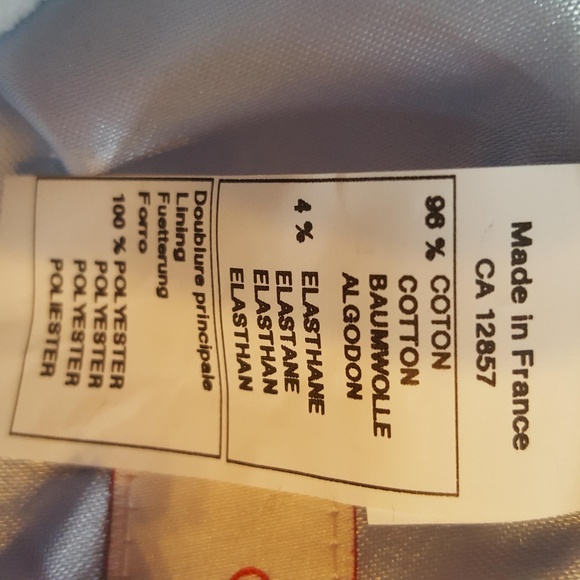 Made in France
CA 12857
96 % COTON
COTTON
BAUMWOLLE
ALGODON
4 % ELASTHANE
ELASTANE
ELASTHAN
ELASTHAN
Doublure principale
Lining
Fuetterung
Forro
100 % POLYESTER
POLYESTER
POLYESTER
POLIESTER